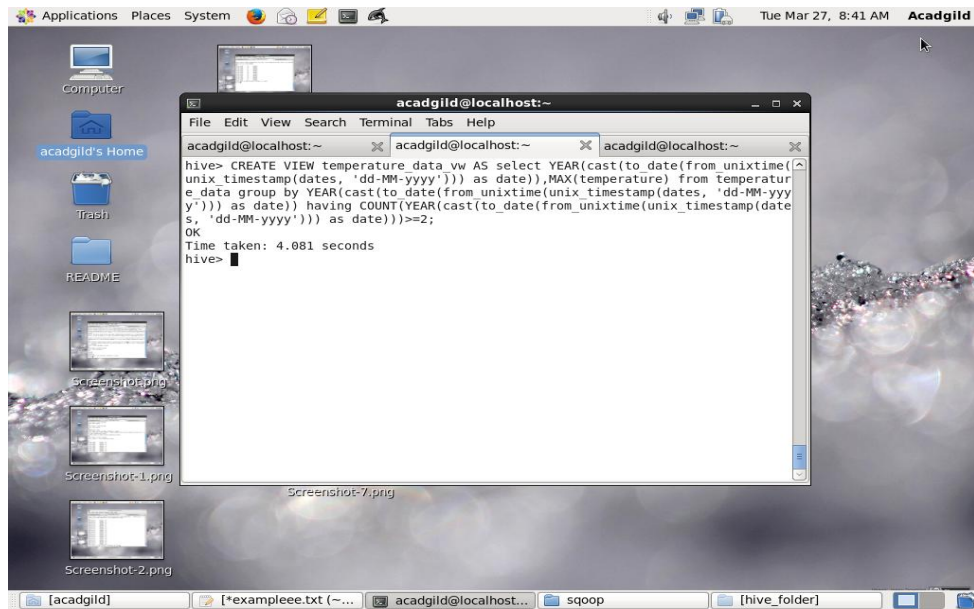 Applications Places System Tue Mar 27, 8:41 AM Acadgild
Computer
acadgild's Home
Trash
README
Screenshot.png
Screenshot-1.png
Screenshot-2.png
acadgild@localhost:~
File Edit View Search Terminal Tabs Help
acadgild@localhost:~ acadgild@localhost:~ acadgild@localhost:~
hive> CREATE VIEW temperature_data_vw AS select YEAR(cast(to_date(from_unixtime(
unix_timestamp(dates, 'dd-MM-yyyy'))) as date)),MAX(temperature) from temperatur
e_data group by YEAR(cast(to_date(from_unixtime(unix_timestamp(dates, 'dd-MM-yyy
y'))) as date)) having COUNT(YEAR(cast(to_date(from_unixtime(unix_timestamp(date
s, 'dd-MM-yyyy'))) as date)))>=2;
OK
Time taken: 4.081 seconds
hive>
Screenshot-7.png
[acadgild] [*exampleee.txt (~... acadgild@localhost... sqoop [hive_folder]